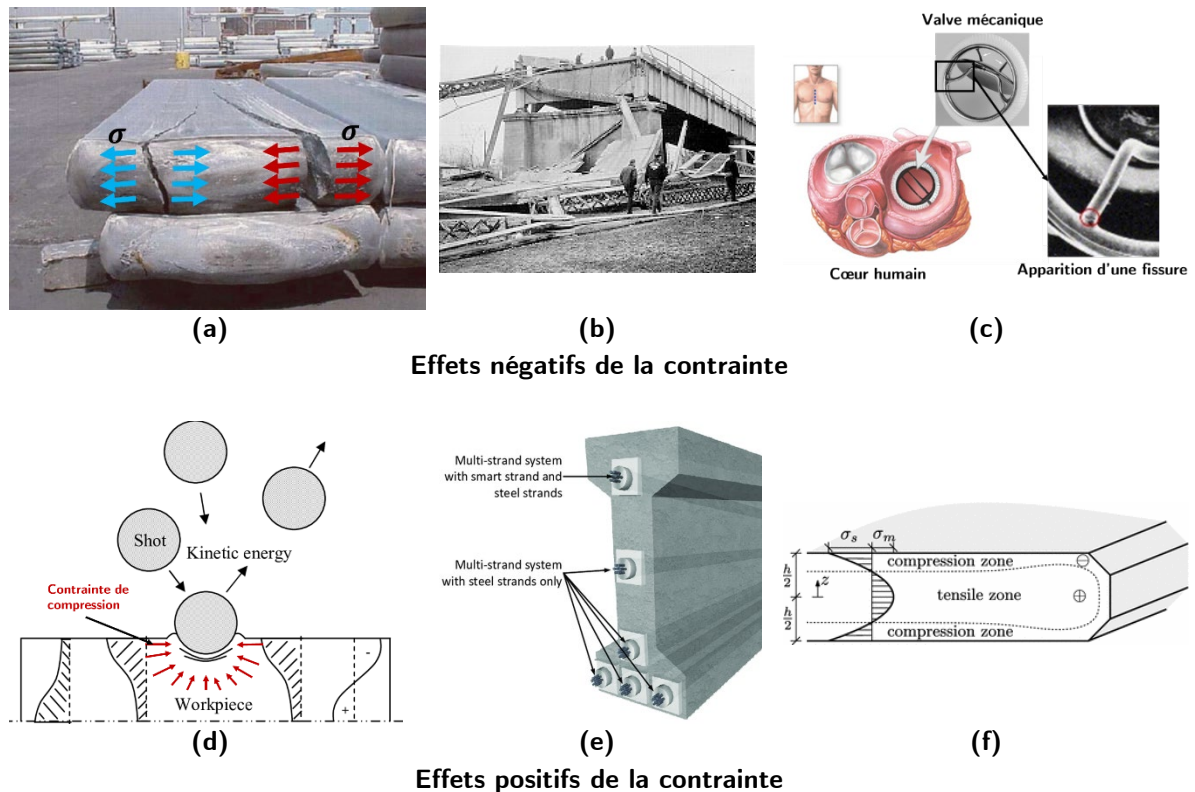 Valve mécanique
σ
σ
Cœur humain
Apparition d'une fissure
(a)
(b)
(c)
Effets négatifs de la contrainte
Shot
Kinetic energy
Contrainte de
compression
Workpiece
-
+
Multi-strand system
with smart strand and
steel strands
Multi-strand system
with steel strands only
σs
σm
compression zone
⊖
h/2
z
tensile zone
⊕
h/2
compression zone
(d)
(e)
(f)
Effets positifs de la contrainte